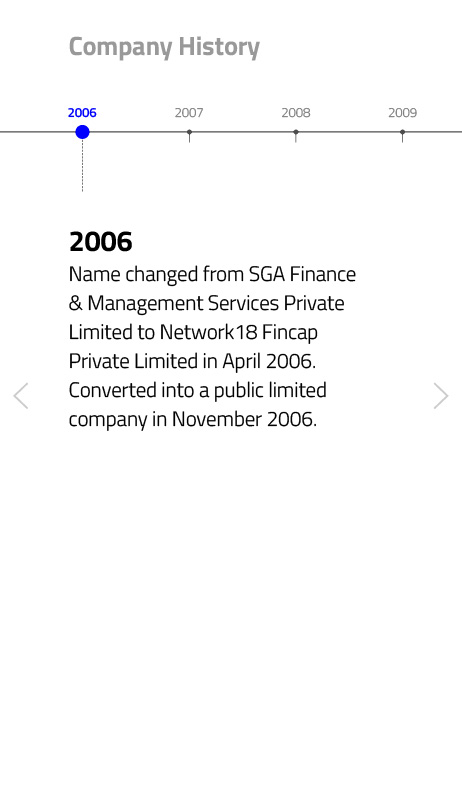 Company History
2006 2007 2008 2009
2006
Name changed from SGA Finance
& Management Services Private
Limited to Network18 Fincap
Private Limited in April 2006.
Converted into a public limited
company in November 2006.